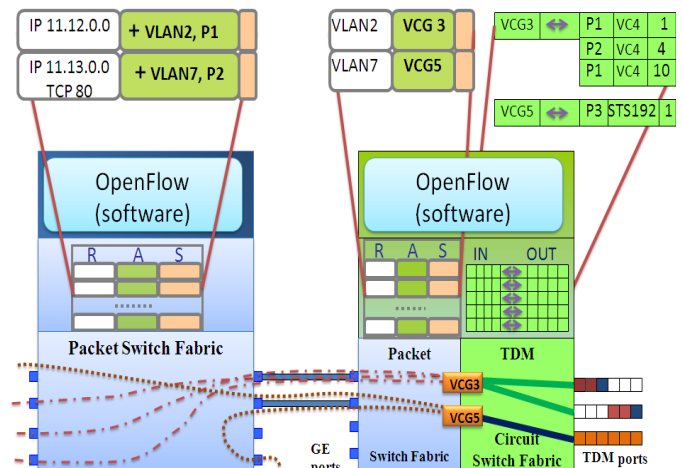 IP 11.12.0.0
+ VLAN2, P1
IP 11.13.0.0
TCP 80
+ VLAN7, P2
VLAN2
VCG 3
VLAN7
VCG5
VCG3
P1 VC4 1
P2 VC4 4
P1 VC4 10
VCG5
P3 STS192 1
OpenFlow
(software)
OpenFlow
(software)
R A S
R A S
IN OUT
Packet Switch Fabric
Packet
TDM
VCG3
VCG5
GE
ports
Switch Fabric
Circuit
Switch Fabric
TDM ports